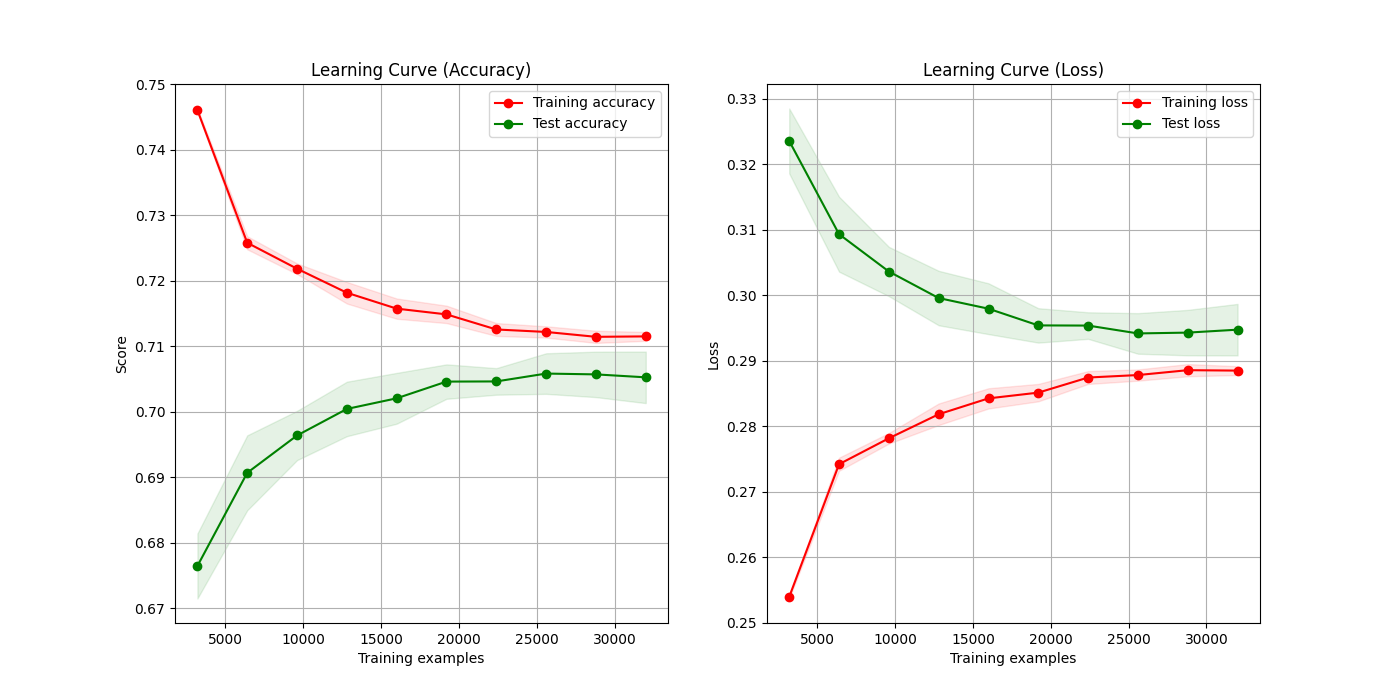 Learning Curve (Accuracy)
Training accuracy
Test accuracy
Score
0.75
0.74
0.73
0.72
0.71
0.70
0.69
0.68
0.67
5000 10000 15000 20000 25000 30000
Training examples
Learning Curve (Loss)
Training loss
Test loss
Loss
0.33
0.32
0.31
0.30
0.29
0.28
0.27
0.26
0.25
5000 10000 15000 20000 25000 30000
Training examples